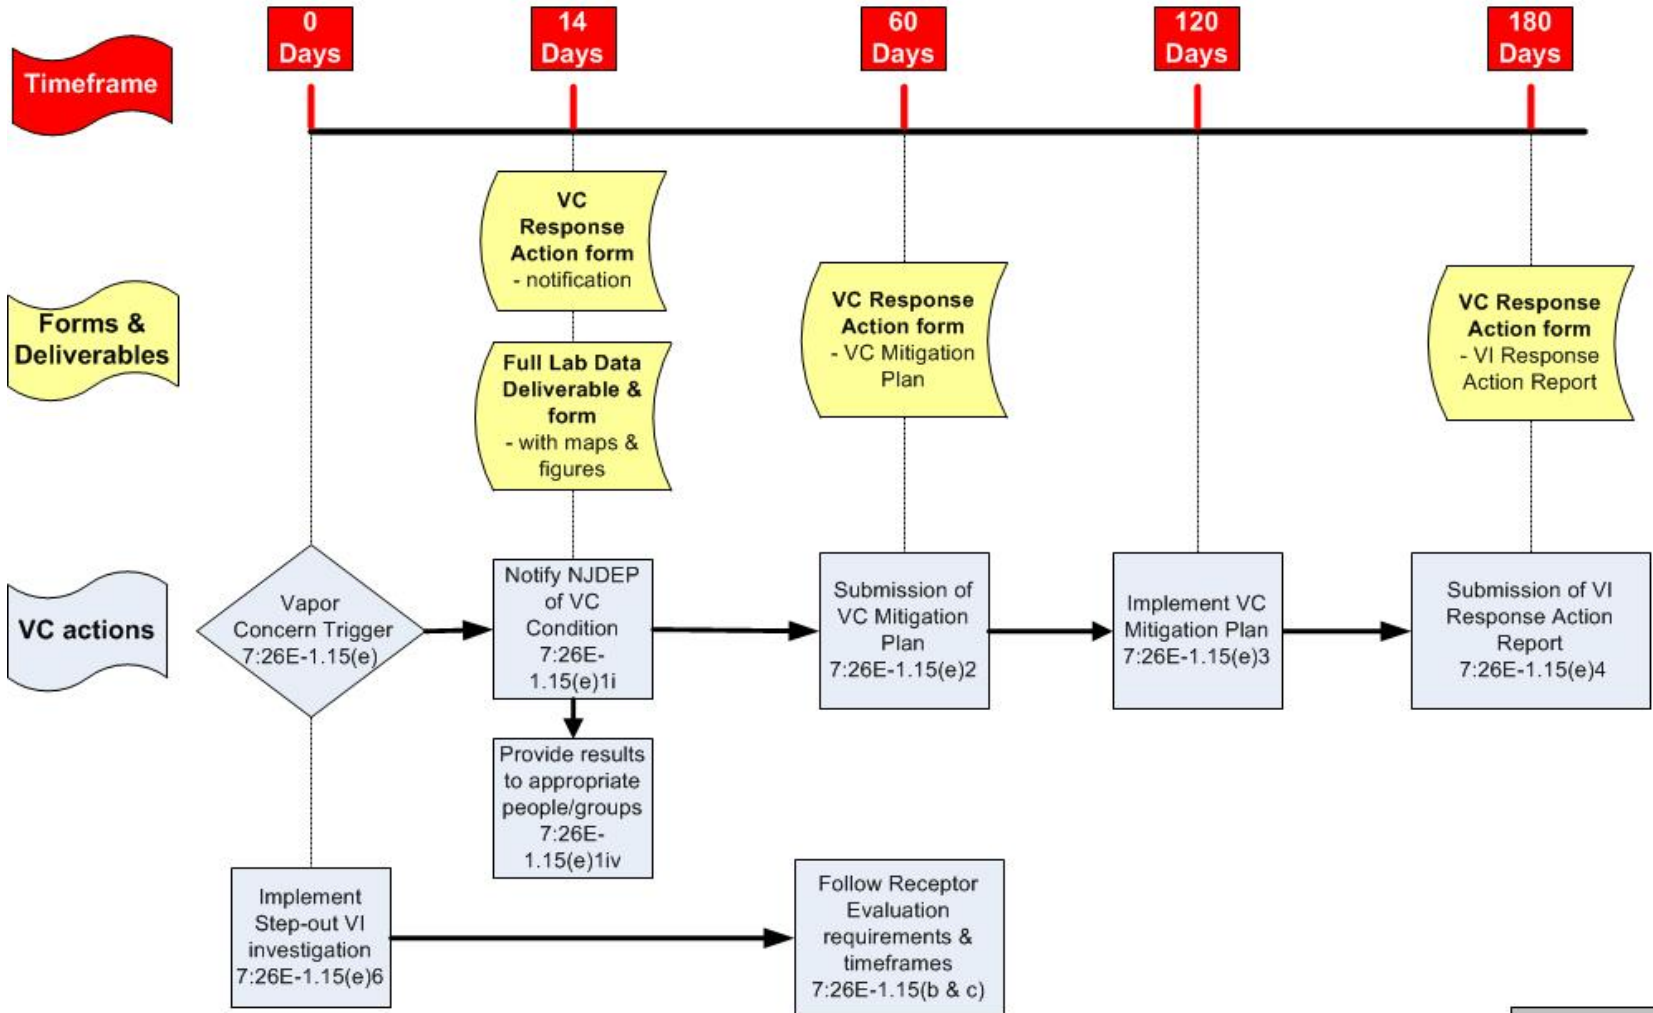 Timeframe
0
Days
14
Days
60
Days
120
Days
180
Days
Forms &
Deliverables
VC
Response
Action form
- notification
Full Lab Data
Deliverable &
form
- with maps &
figures
VC Response
Action form
- VC Mitigation
Plan
VC Response
Action form
- VI Response
Action Report
VC actions
Vapor
Concern Trigger
7:26E-1.15(e)
Notify NJDEP
of VC
Condition
7:26E-
1.15(e)1i
Submission of
VC Mitigation
Plan
7:26E-1.15(e)2
Implement VC
Mitigation Plan
7:26E-1.15(e)3
Submission of VI
Response Action
Report
7:26E-1.15(e)4
Provide results
to appropriate
people/groups
7:26E-
1.15(e)1iv
Implement
Step-out VI
investigation
7:26E-1.15(e)6
Follow Receptor
Evaluation
requirements &
timeframes
7:26E-1.15(b & c)